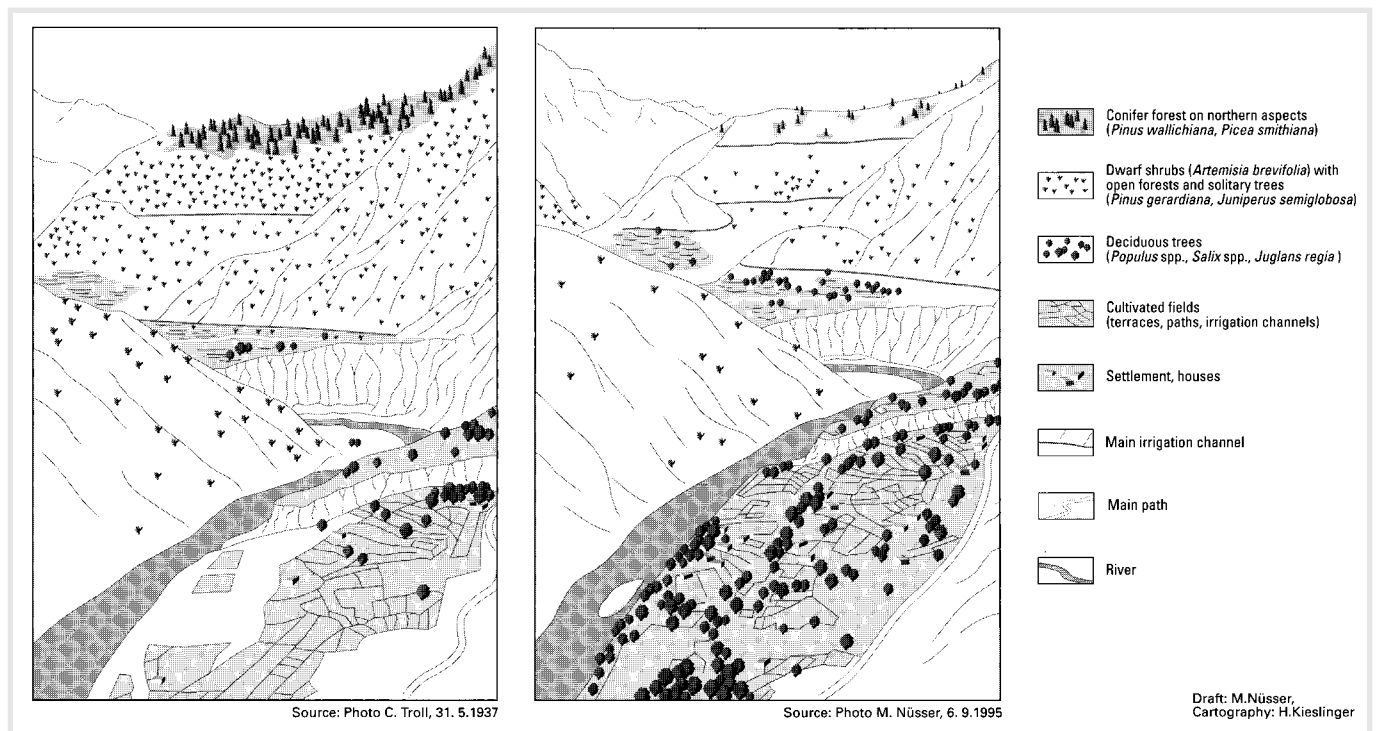 Conifer forest on northern aspects
(Pinus wallichiana, Picea smithiana)
Dwarf shrubs (Artemisia brevifolia) with
open forests and solitary trees
(Pinus gerardiana, Juniperus semiglobosa)
Deciduous trees
(Populus spp., Salix spp., Juglans regia )
Cultivated fields
(terraces, paths, irrigation channels)
Settlement, houses
Main irrigation channel
Main path
River
Source: Photo C. Troll, 31. 5.1937
Source: Photo M. Nüsser, 6. 9.1995
Draft: M.Nüsser,
Cartography: H.Kieslinger